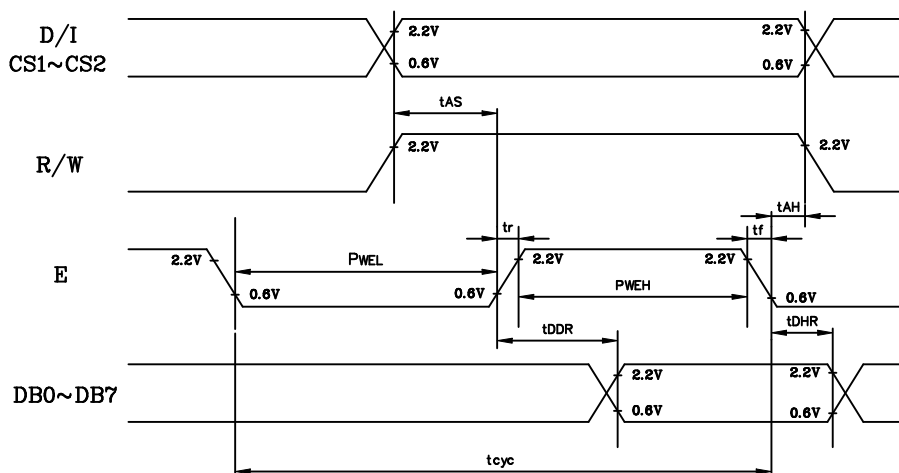 D/I
CS1~CS2
2.2V
0.6V
2.2V
0.6V
tAS
R/W
2.2V
2.2V
tAH
tr
tf
E
2.2V
PWEL
2.2V
2.2V
0.6V
0.6V
PWEH
0.6V
tDDR
tDHR
DB0~DB7
2.2V
2.2V
0.6V
0.6V
tcyc